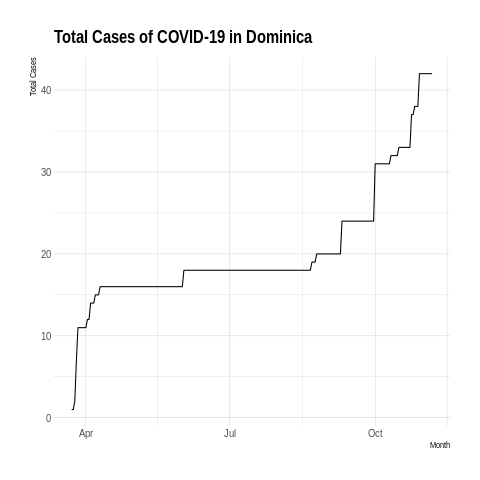 Total Cases of COVID-19 in Dominica
Total Cases
40
30
20
10
0
Apr
Jul
Oct
Month